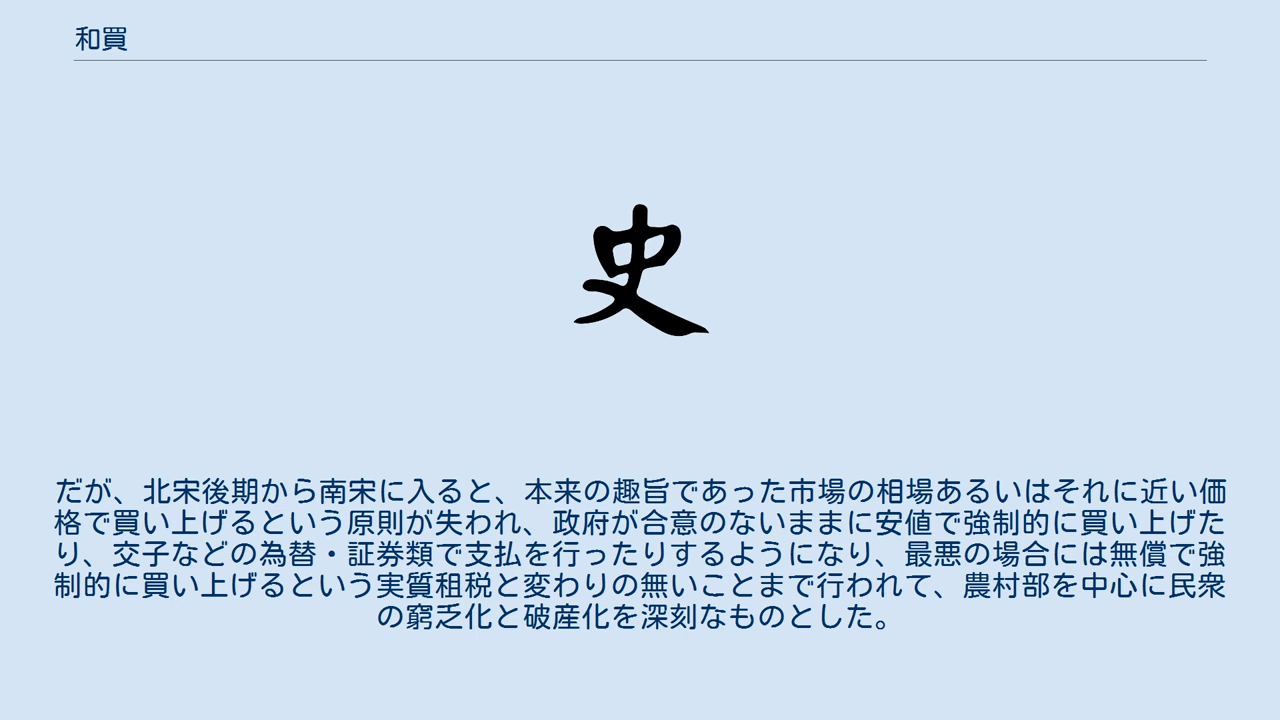 和買
史
だが、北宋後期から南宋に入ると、本来の趣旨であった市場の相場あるいはそれに近い価
格で買い上げるという原則が失われ、政府が合意のないままに安値で強制的に買い上げた
り、交子などの為替・証券類で支払を行ったりするようになり、最悪の場合には無償で強
制的に買い上げるという実質租税と変わりの無いことまで行われて、農村部を中心に民衆
の窮乏化と破産化を深刻なものとした。